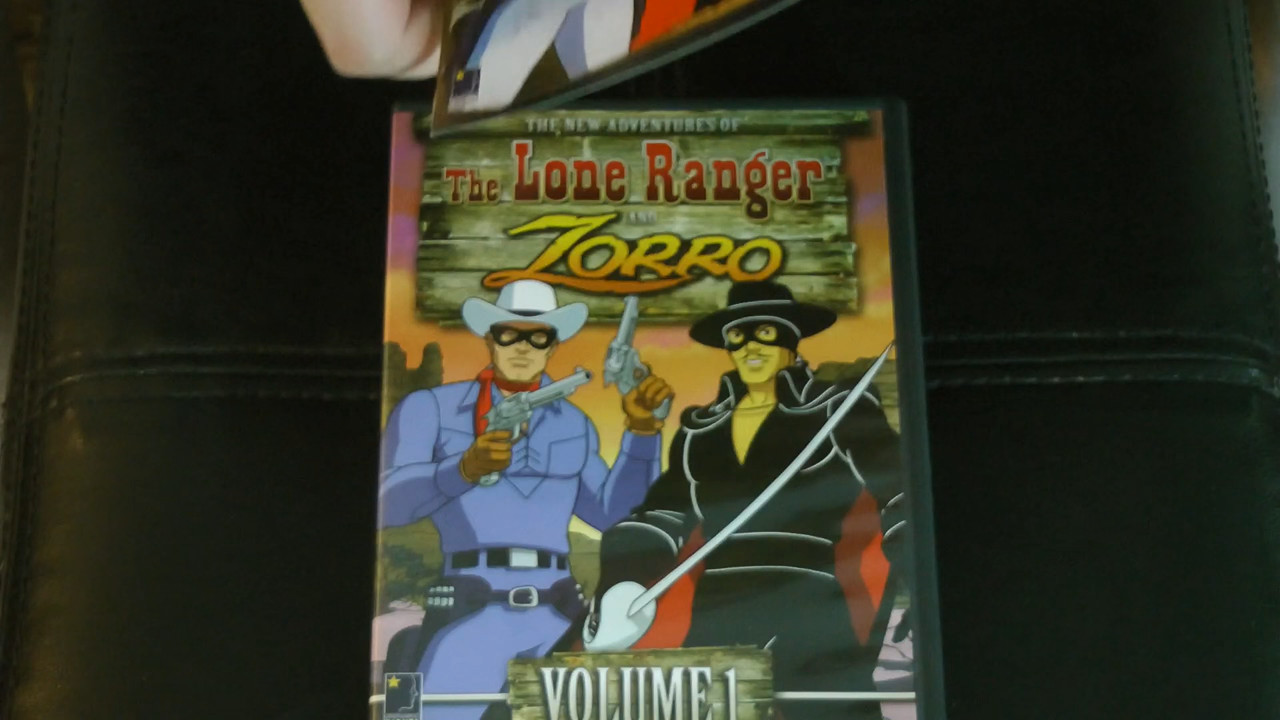 THE NEW ADVENTURES OF
The Lone Ranger
AND
ZORRO
VOLUME 1